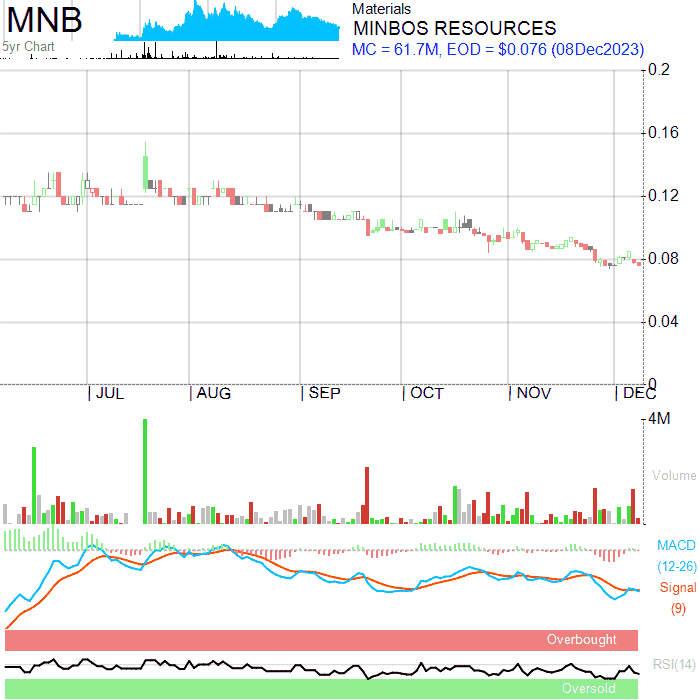 MNB
5yr Chart
Materials
MINBOS RESOURCES
MC = 61.7M, EOD = $0.076 (08Dec2023)
0.2
0.16
0.12
0.08
0.04
0
JUL AUG SEP OCT NOV DEC
4M
Volume
MACD
(12-26)
Signal
(9)
Overbought
RSI(14)
Oversold